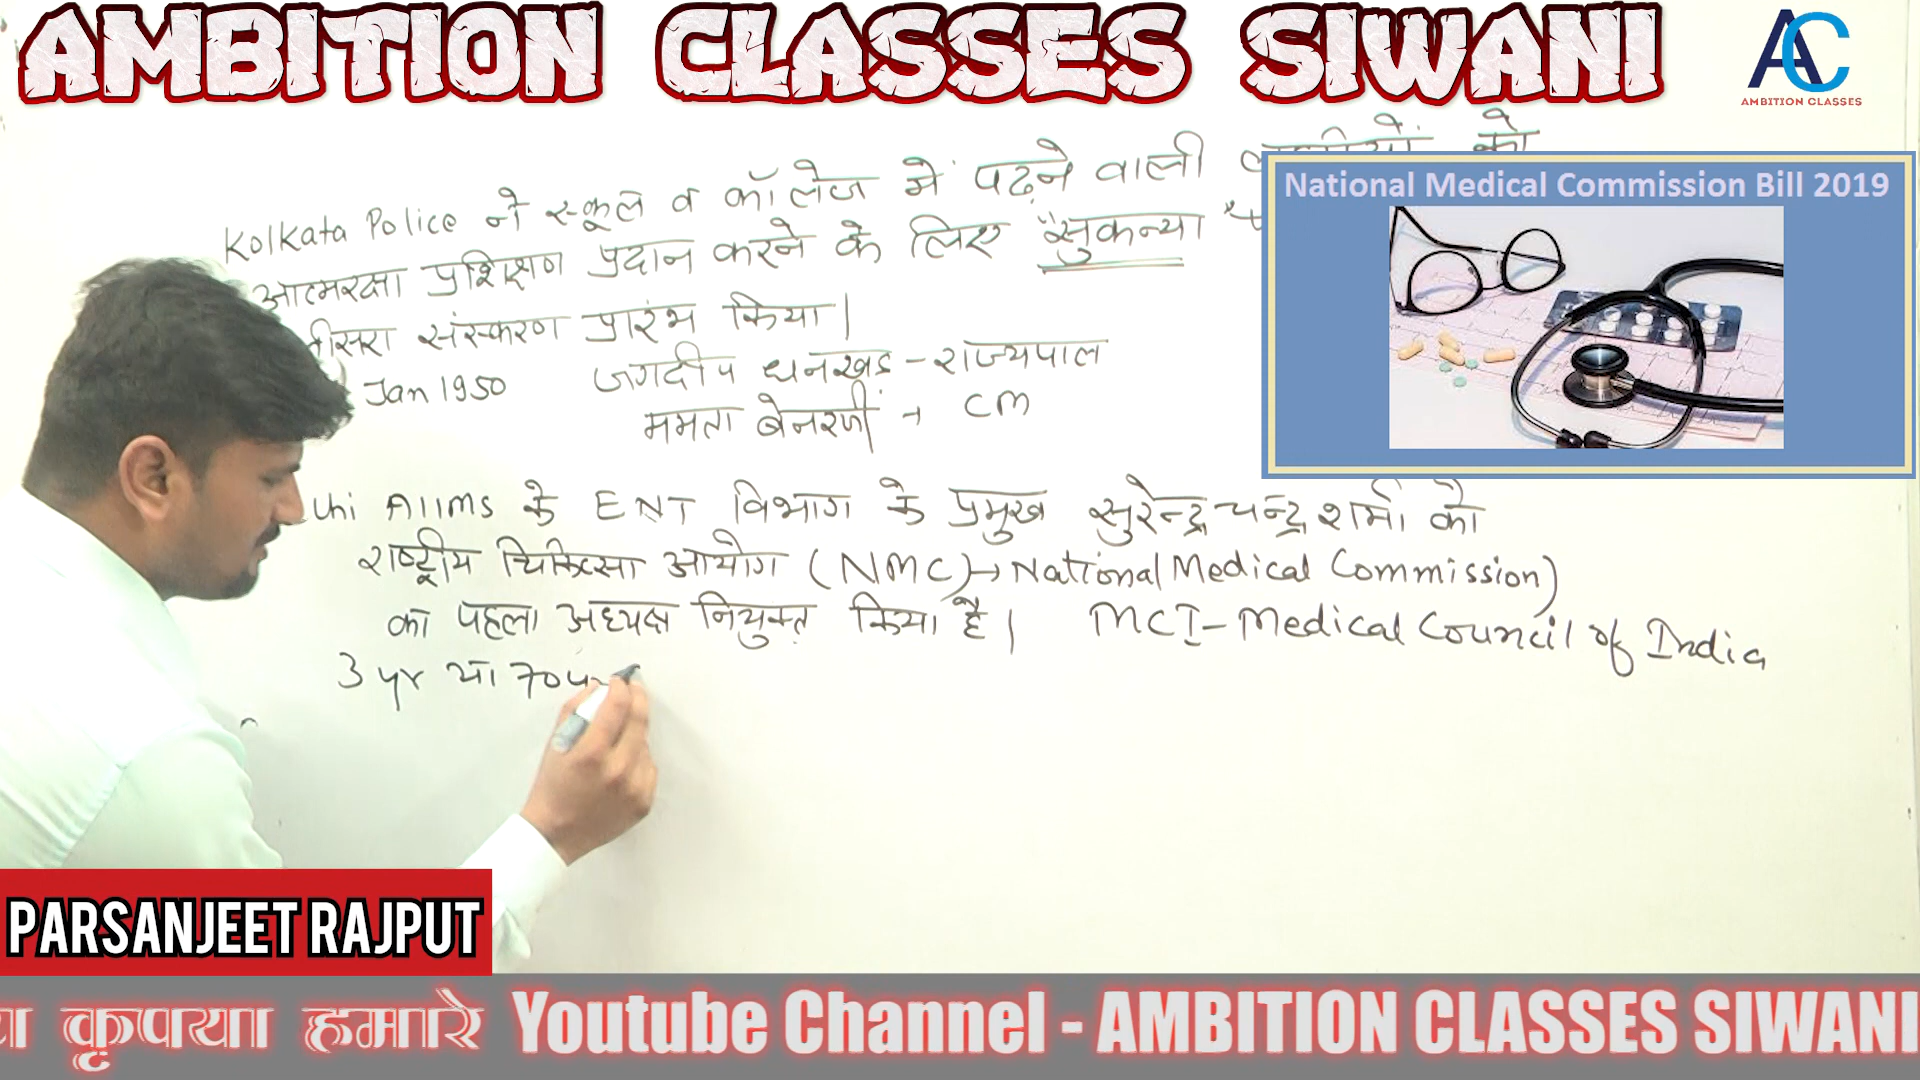 AMBITION CLASSES SIWANI
AC
AMBITION CLASSES
Kolkata Police ने स्कूल व कॉलेज में पढ़ने वाली को
आत्मरक्षा प्रशिक्षण प्रदान करने के लिए "सुकन्या
संस्करण प्रारंभ किया|
Jan 1950 जगदीप धनखड़ - राज्यपाल
ममता बेनर्जी → CM
National Medical Commission Bill 2019
lhi AIIMS के ENT विभाग के प्रमुख सुरेन्द्र चन्द्र शर्मा को
राष्ट्रीय चिकित्सा आयोग (NMC)→ National Medical Commission)
का पहला अध्यक्ष नियुक्त किया है| MCI - Medical Council of India
3 yr या 70
PARSANJEET RAJPUT
कृपया हमारे Youtube Channel - AMBITION CLASSES SIWANI